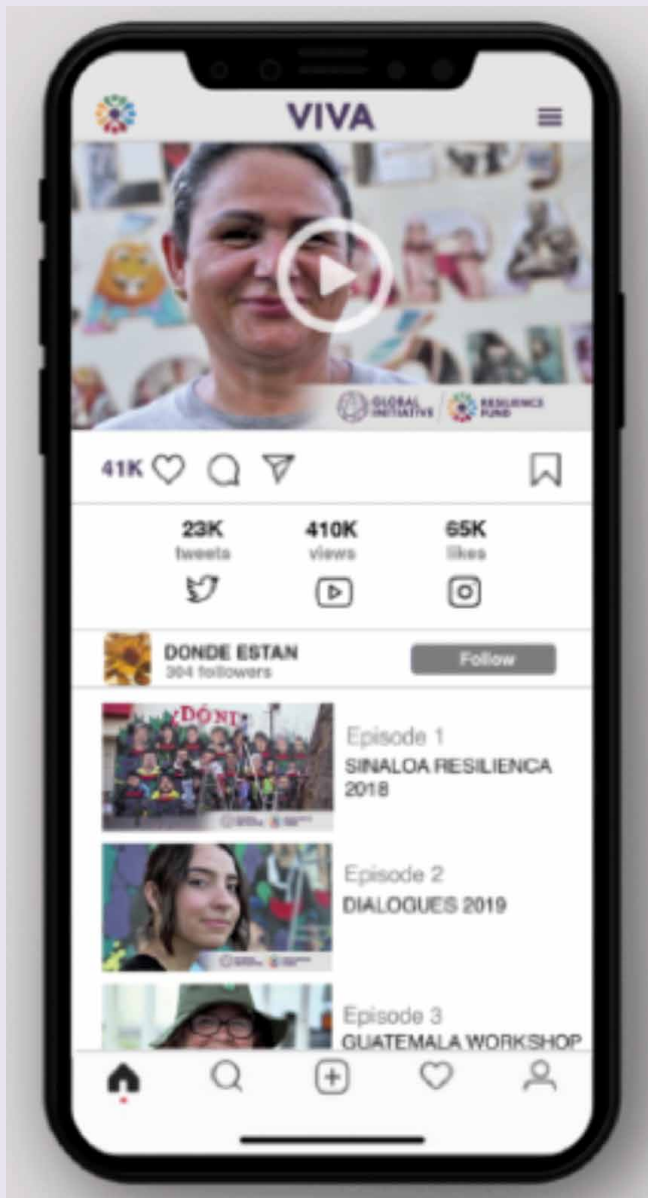 VIVA
GLOBAL
INITIATIVE
RESILIENCE
FUND
41K
23K 410K 65K
tweets views likes
DONDE ESTAN
304 followers
Follow
¿DÓN
Episode 1
SINALOA RESILIENCA
2018
Episode 2
DIALOGUES 2019
Episode 3
GUATEMALA WORKSHOP